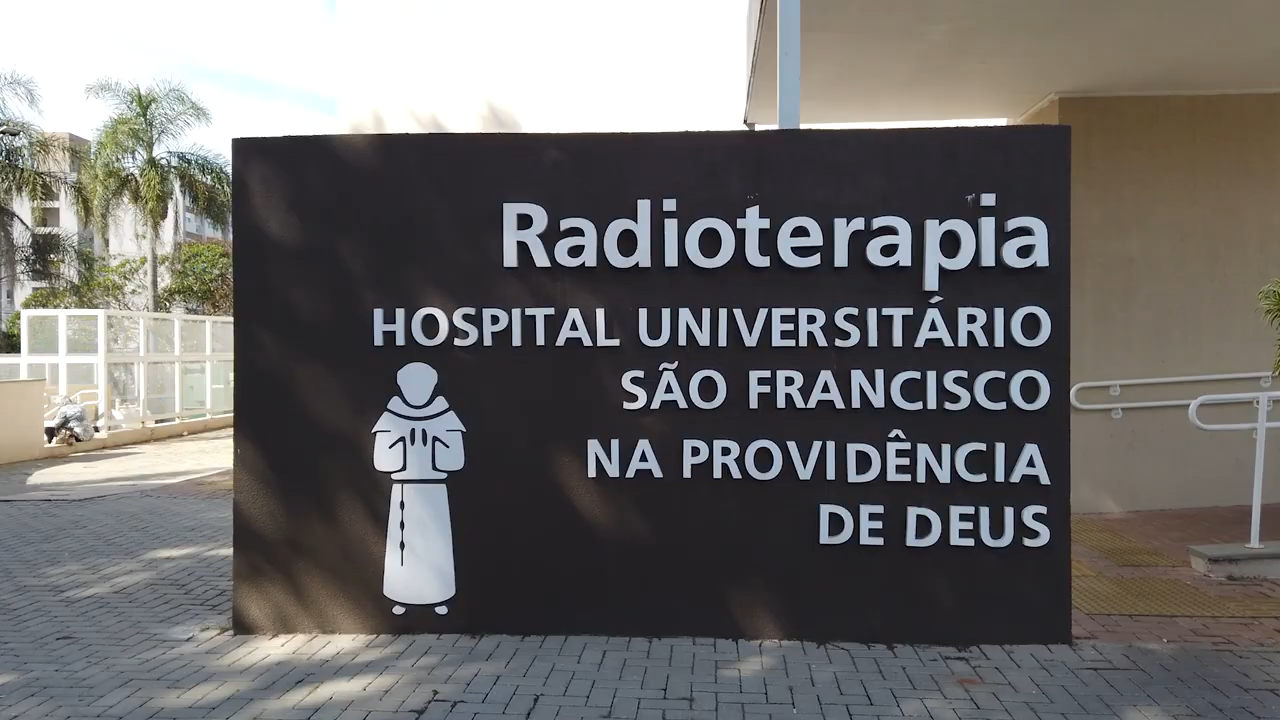 Radioterapia
HOSPITAL UNIVERSITÁRIO
SÃO FRANCISCO
NA PROVIDÊNCIA
DE DEUS